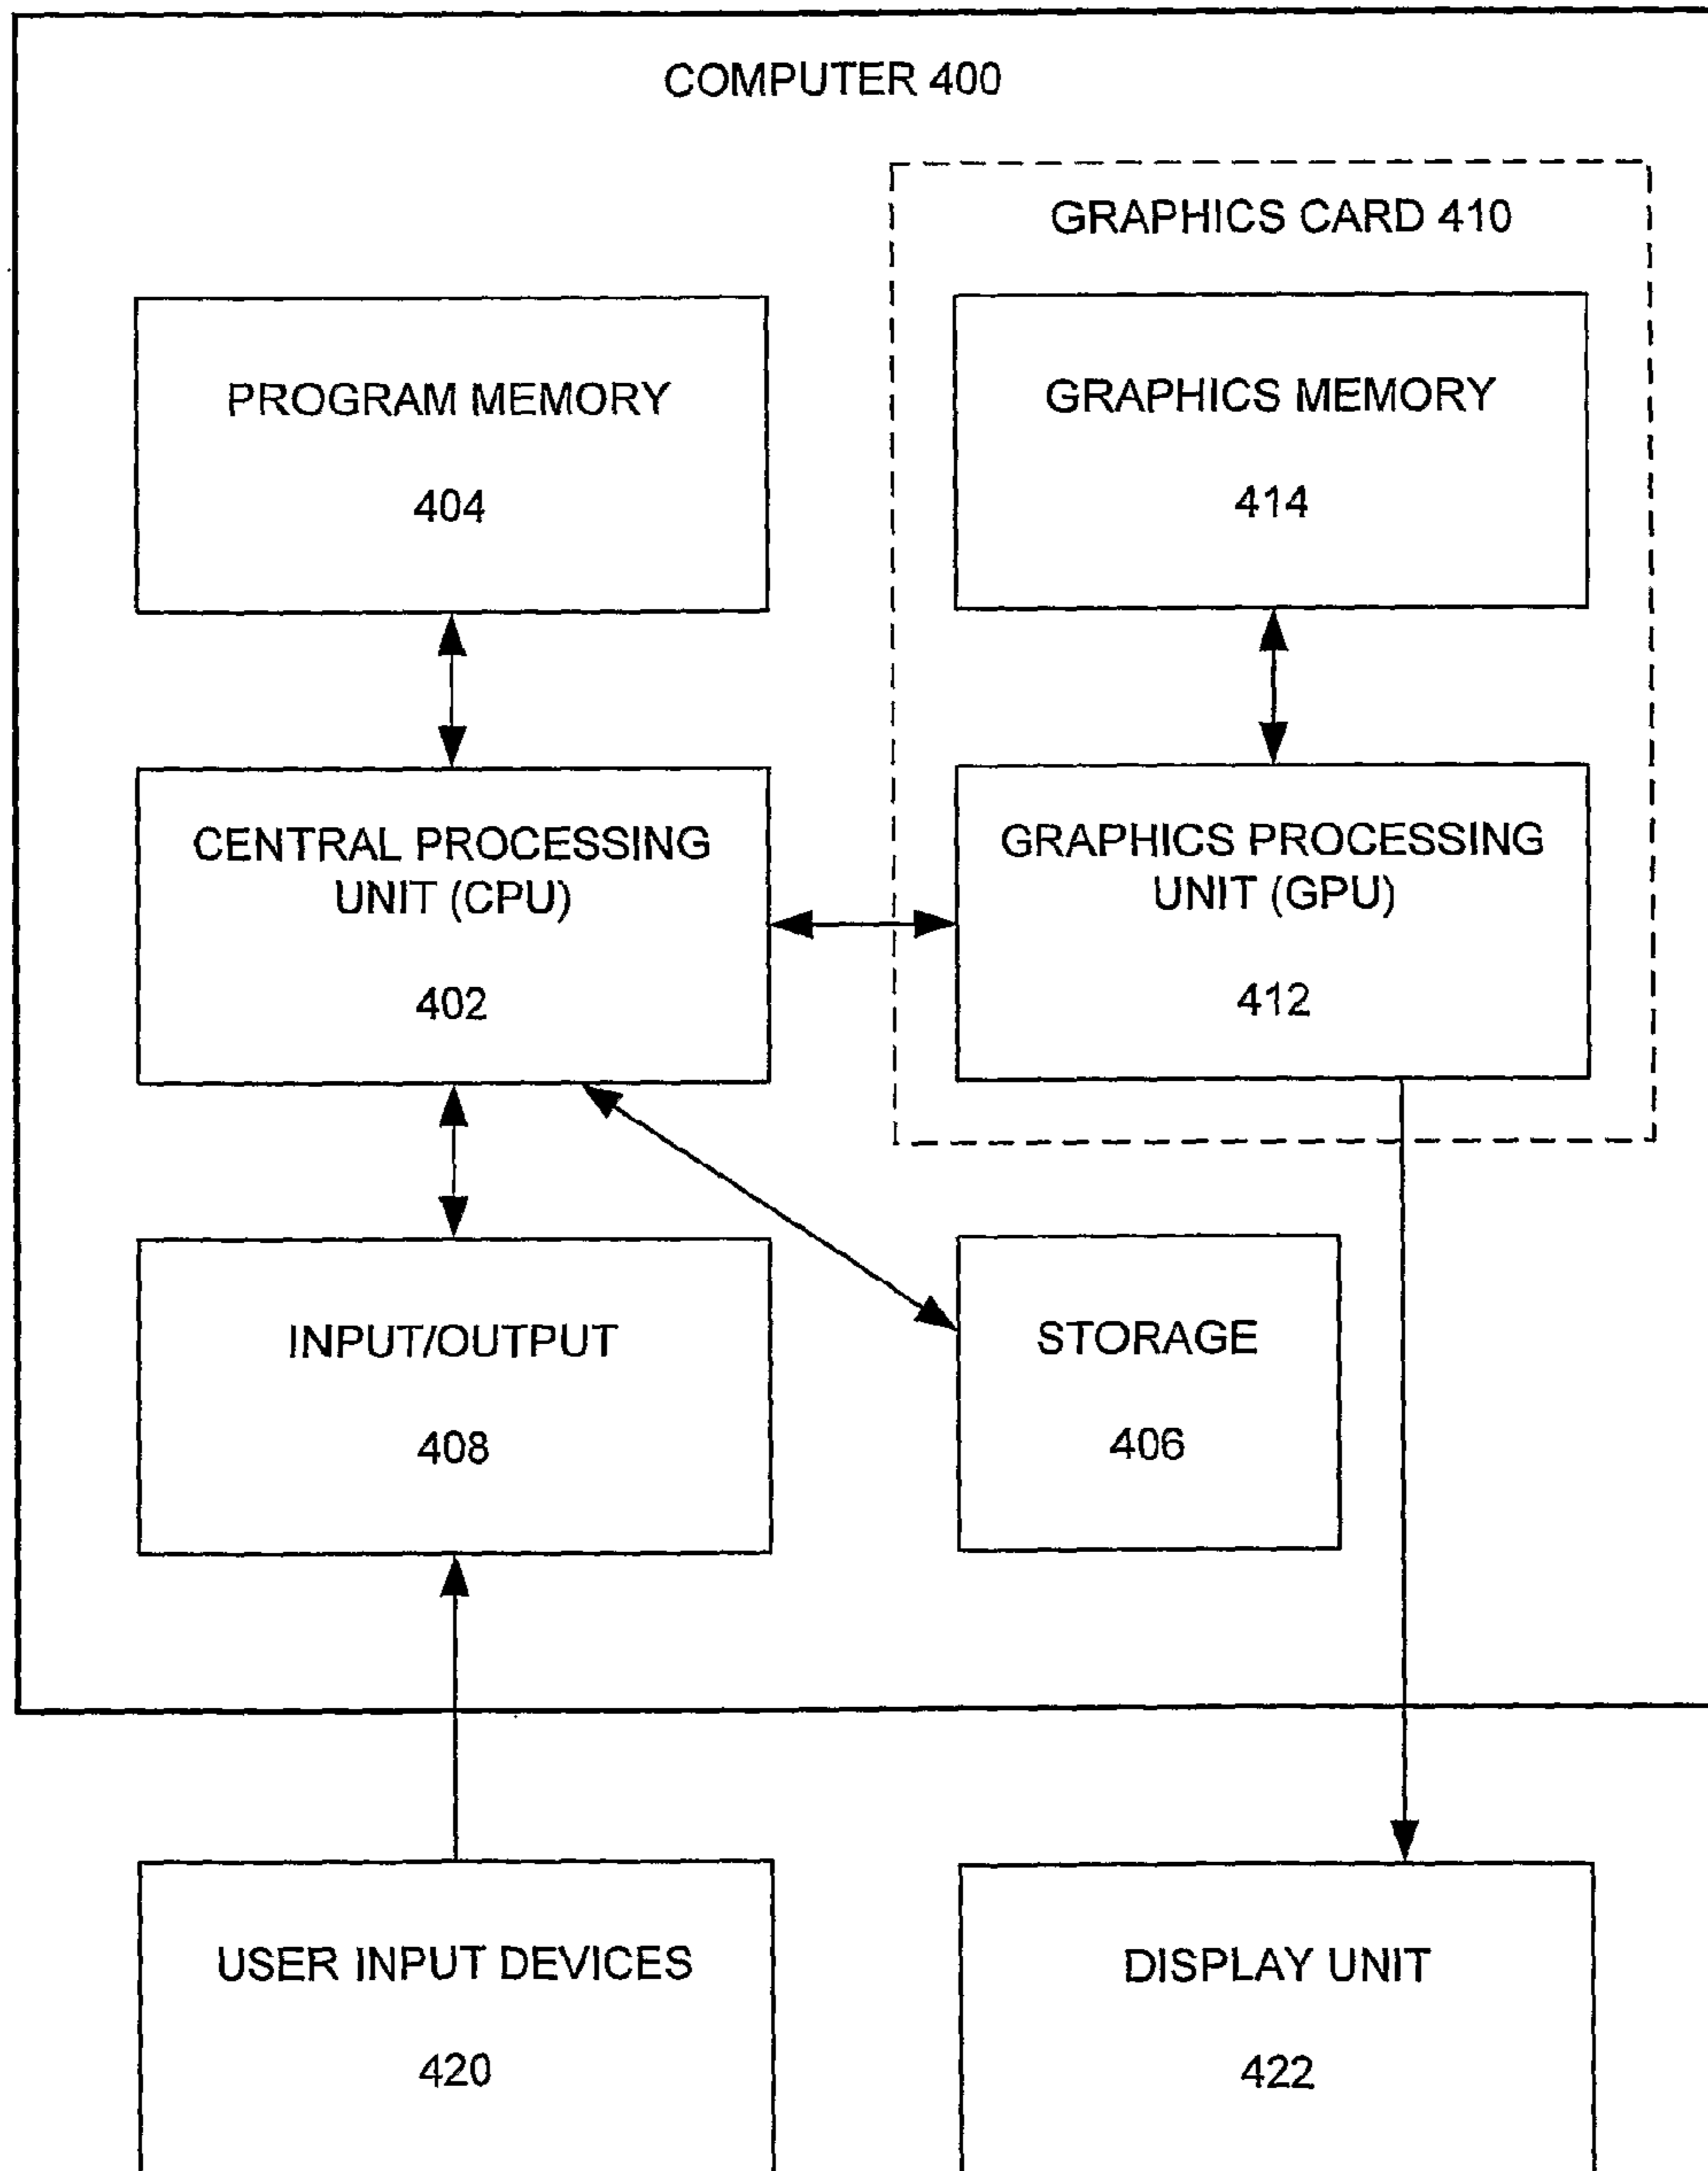 COMPUTER 400
GRAPHICS CARD 410
PROGRAM MEMORY
404
GRAPHICS MEMORY
414
CENTRAL PROCESSING
UNIT (CPU)
402
GRAPHICS PROCESSING
UNIT (GPU)
412
INPUT/OUTPUT
408
STORAGE
406
USER INPUT DEVICES
420
DISPLAY UNIT
422